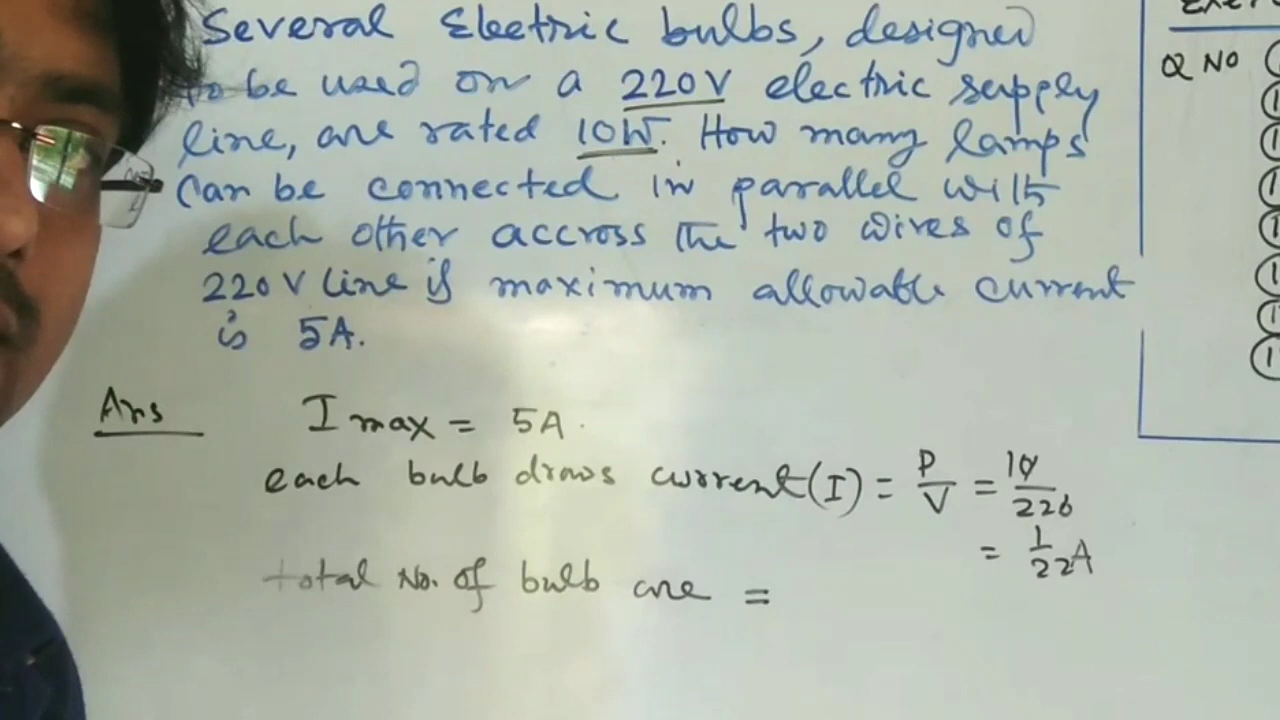 Several Electric bulbs, designed
to be used on a 220V electric supply
line, are rated 10W. How many lamps
Can be connected in parallel with
each other accross the two wires of
220V line if maximum allowable current
is 5A.
Ans I max = 5A.
each bulb draws current (I) = P/V = 10/220
= 1/22 A
total No. of bulb are =
Q NO